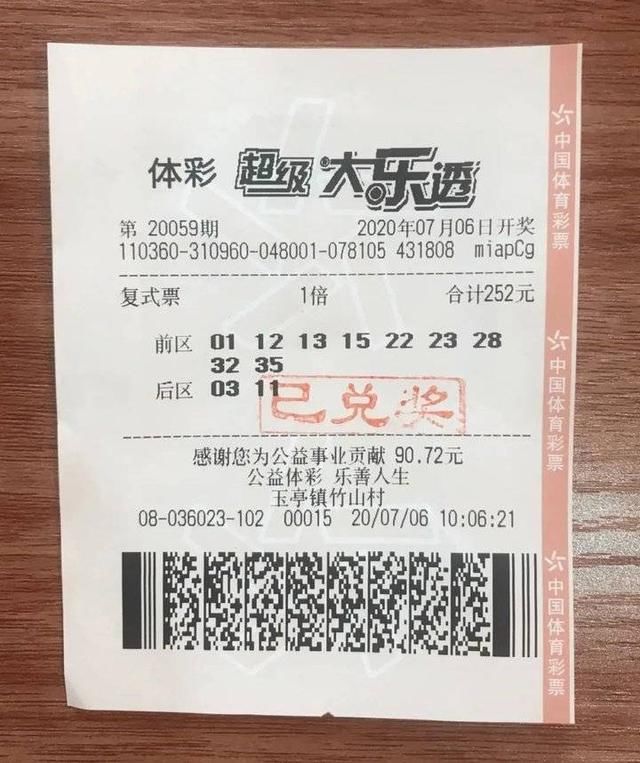 体彩 超级大乐透
第 20059期 2020年07月06日开奖
110360-310960-048001-078105 431808 miapCg
复式票 1倍 合计252元
前区 01 12 13 15 22 23 28
32 35
后区 03 11
已兑奖
感谢您为公益事业贡献 90.72元
公益体彩 乐善人生
玉亭镇竹山村
08-036023-102 00015 20/07/06 10:06:21
中国体育彩票
中国体育彩票
中国体育彩票